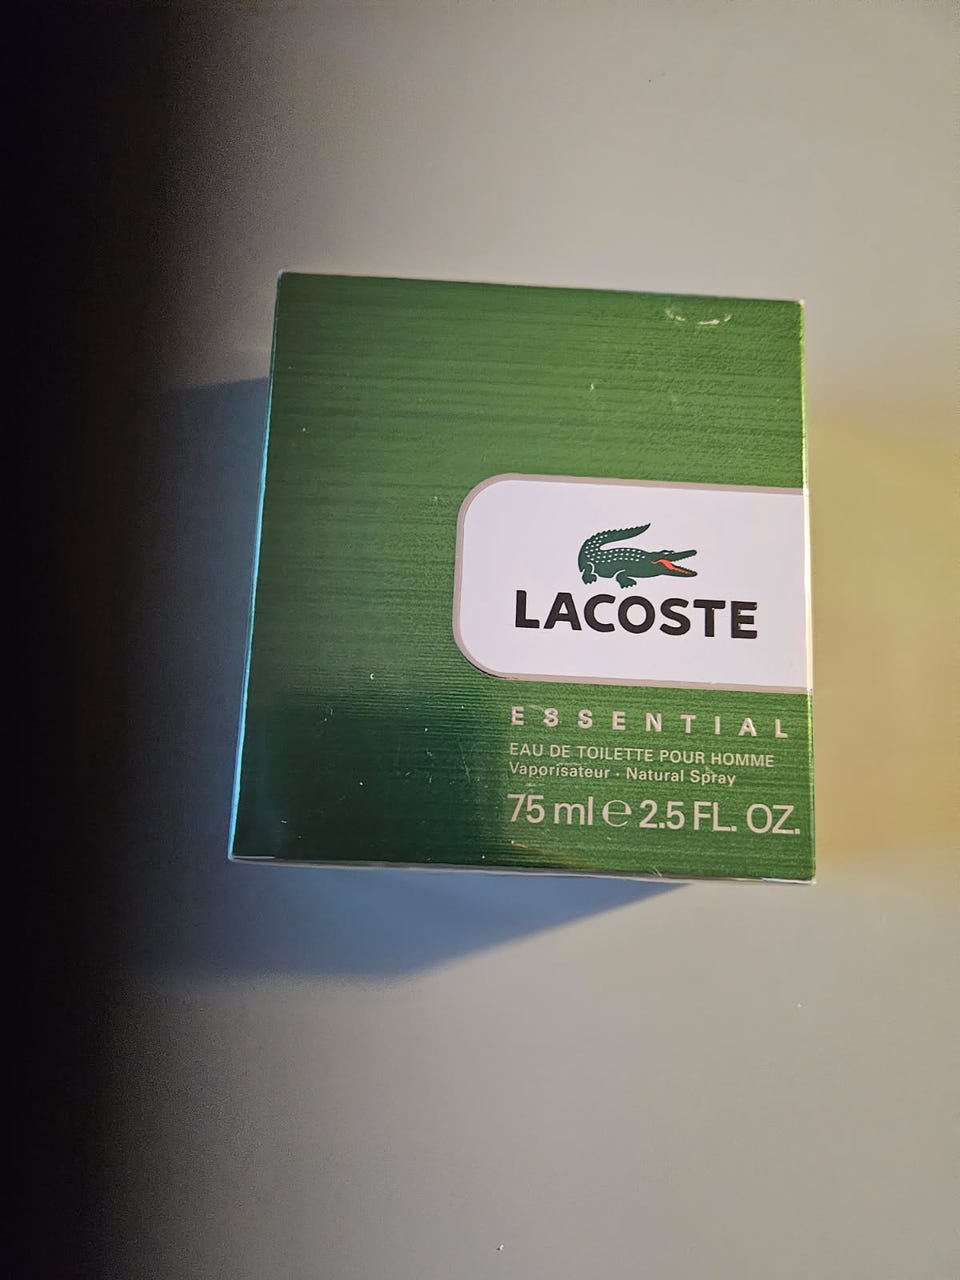 LACOSTE
ESSENTIAL
EAU DE TOILETTE POUR HOMME
Vaporisateur · Natural Spray
75 ml ℮ 2.5 FL. OZ.